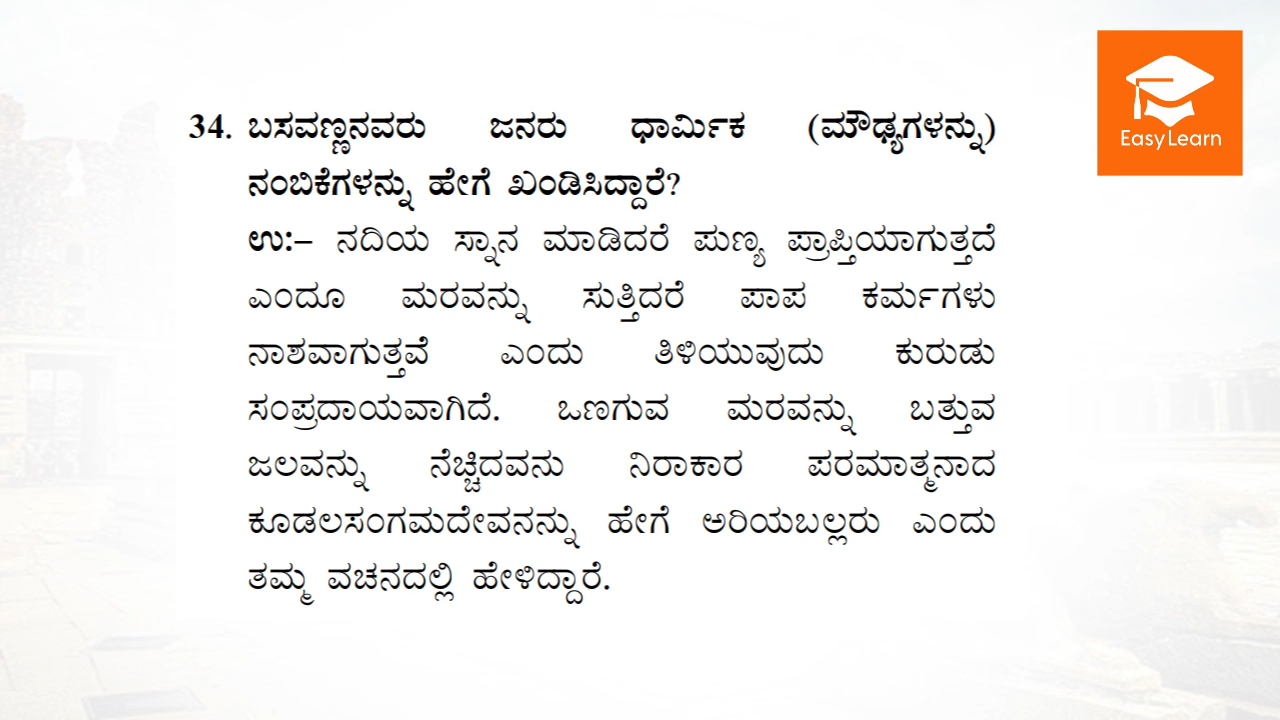 34. ಬಸವಣ್ಣನವರು ಜನರು ಧಾರ್ಮಿಕ (ಮೌಢ್ಯಗಳನ್ನು)
ನಂಬಿಕೆಗಳನ್ನು ಹೇಗೆ ಖಂಡಿಸಿದ್ದಾರೆ?
ಉ:– ನದಿಯ ಸ್ನಾನ ಮಾಡಿದರೆ ಪುಣ್ಯ ಪ್ರಾಪ್ತಿಯಾಗುತ್ತದೆ
ಎಂದೂ ಮರವನ್ನು ಸುತ್ತಿದರೆ ಪಾಪ ಕರ್ಮಗಳು
ನಾಶವಾಗುತ್ತವೆ ಎಂದು ತಿಳಿಯುವುದು ಕುರುಡು
ಸಂಪ್ರದಾಯವಾಗಿದೆ. ಒಣಗುವ ಮರವನ್ನು ಬತ್ತುವ
ಜಲವನ್ನು ನೆಚ್ಚಿದವನು ನಿರಾಕಾರ ಪರಮಾತ್ಮನಾದ
ಕೂಡಲಸಂಗಮದೇವನನ್ನು ಹೇಗೆ ಅರಿಯಬಲ್ಲರು ಎಂದು
ತಮ್ಮ ವಚನದಲ್ಲಿ ಹೇಳಿದ್ದಾರೆ.
EasyLearn